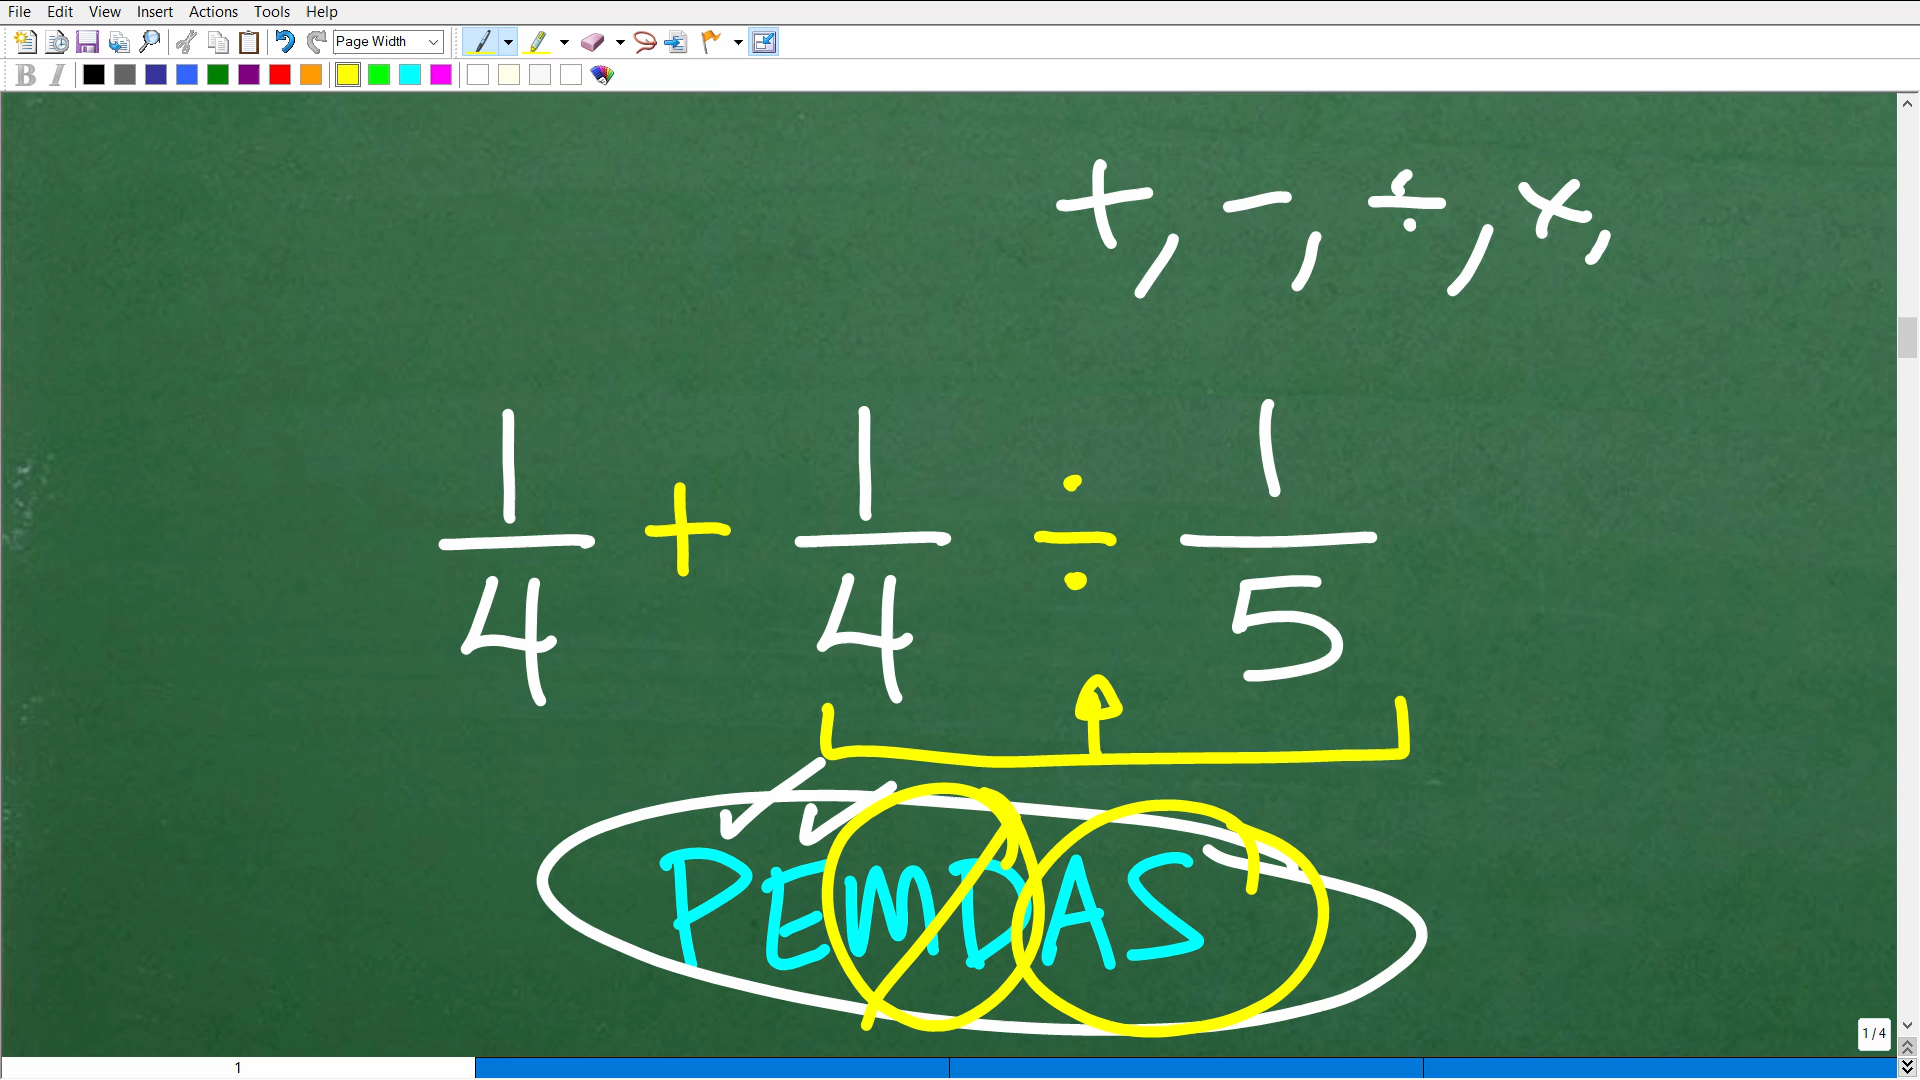 File Edit View Insert Actions Tools Help
Page Width
B I
+, −, ÷, ×,
1/4 + 1/4 ÷ 1/5
PEMDAS
1 / 4
1